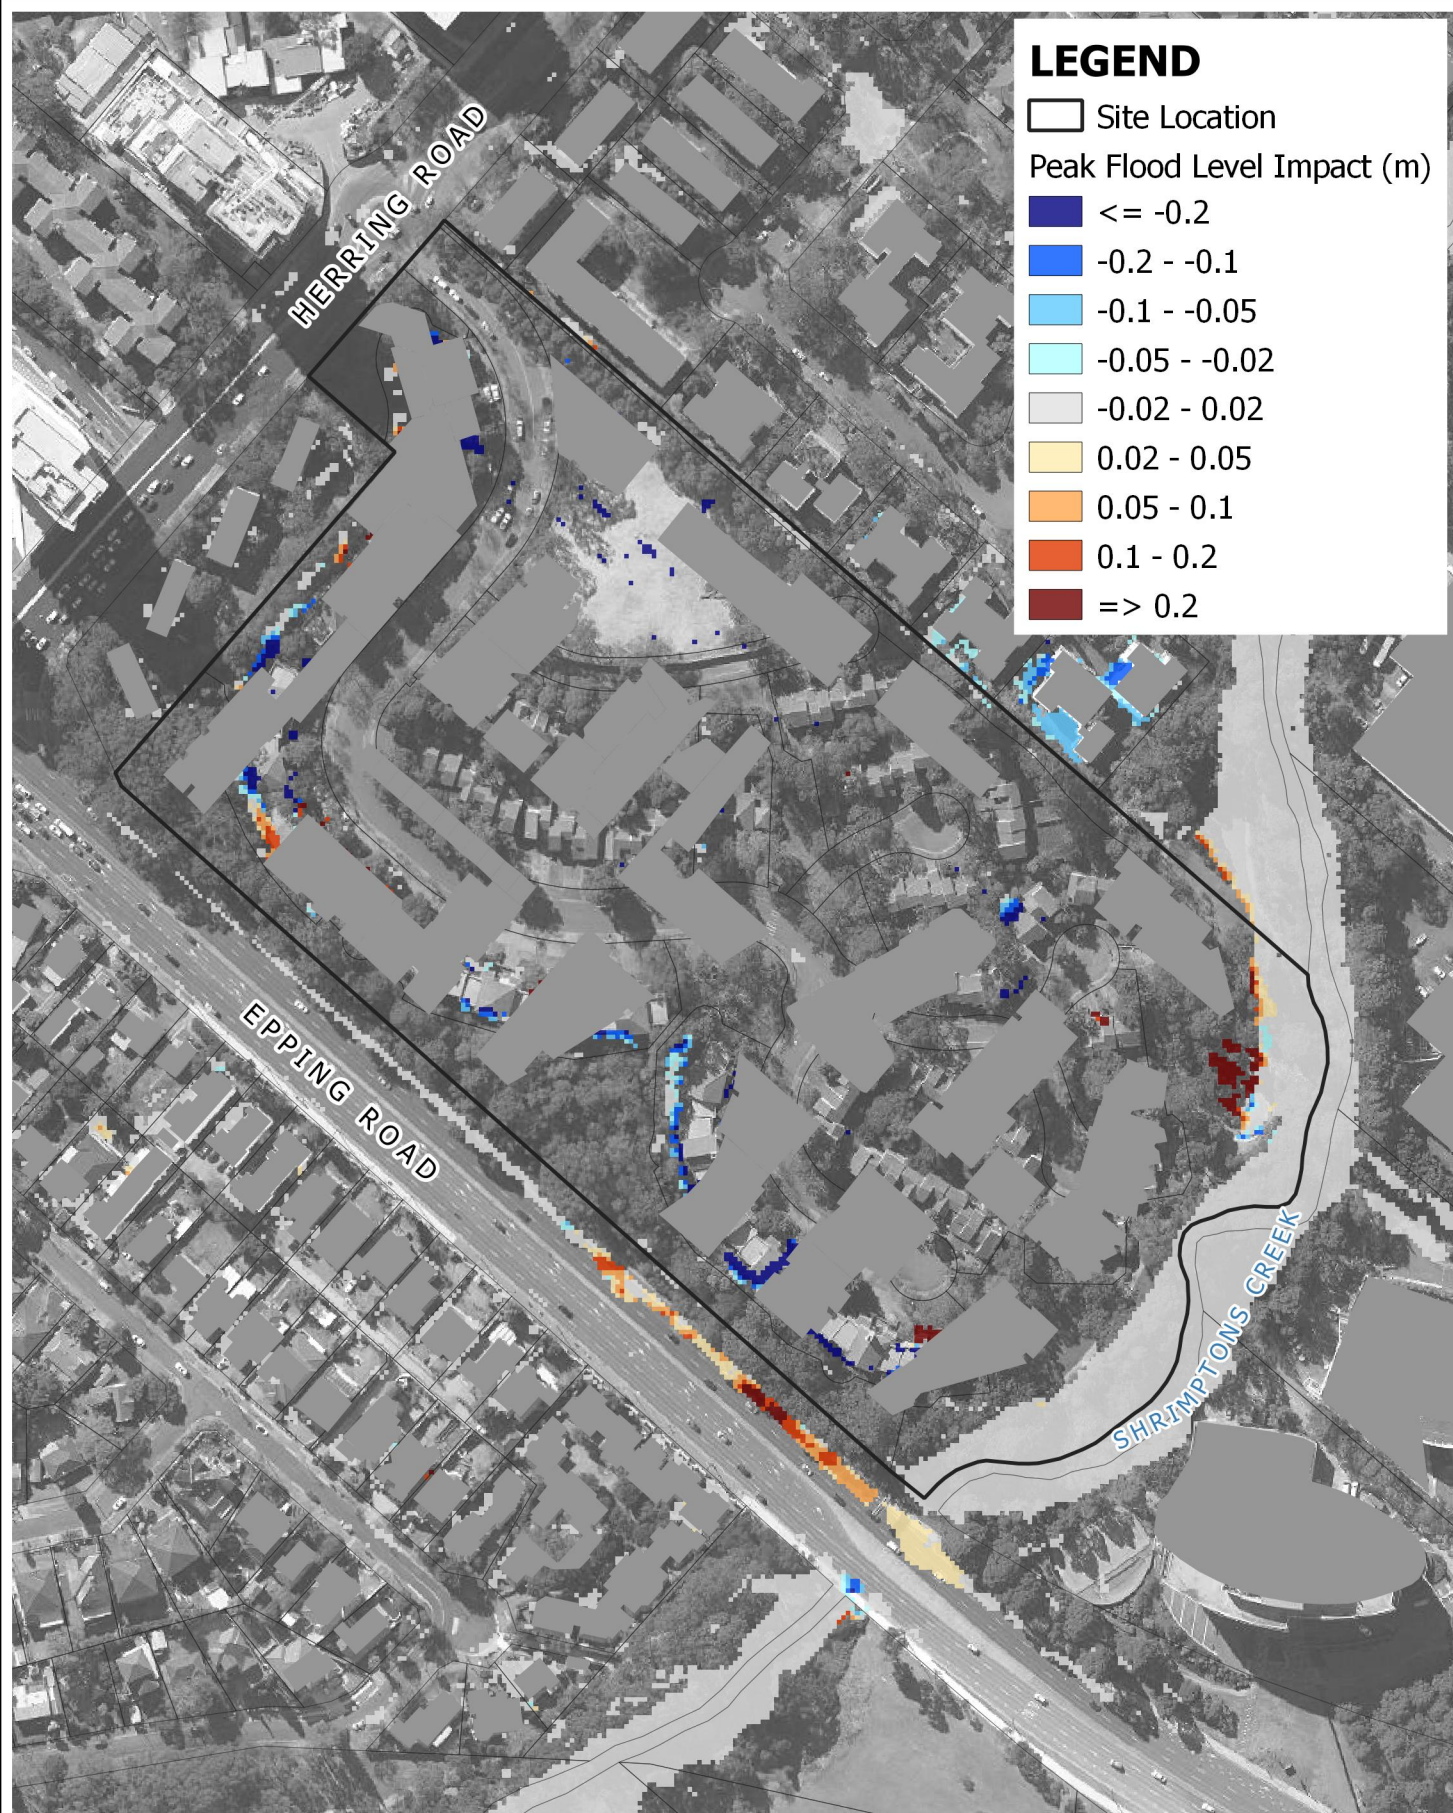 LEGEND
Site Location
Peak Flood Level Impact (m)
<= -0.2
-0.2 - -0.1
-0.1 - -0.05
-0.05 - -0.02
-0.02 - 0.02
0.02 - 0.05
0.05 - 0.1
0.1 - 0.2
=> 0.2
HERRING ROAD
EPPING ROAD
SHRIMPTONS CREEK